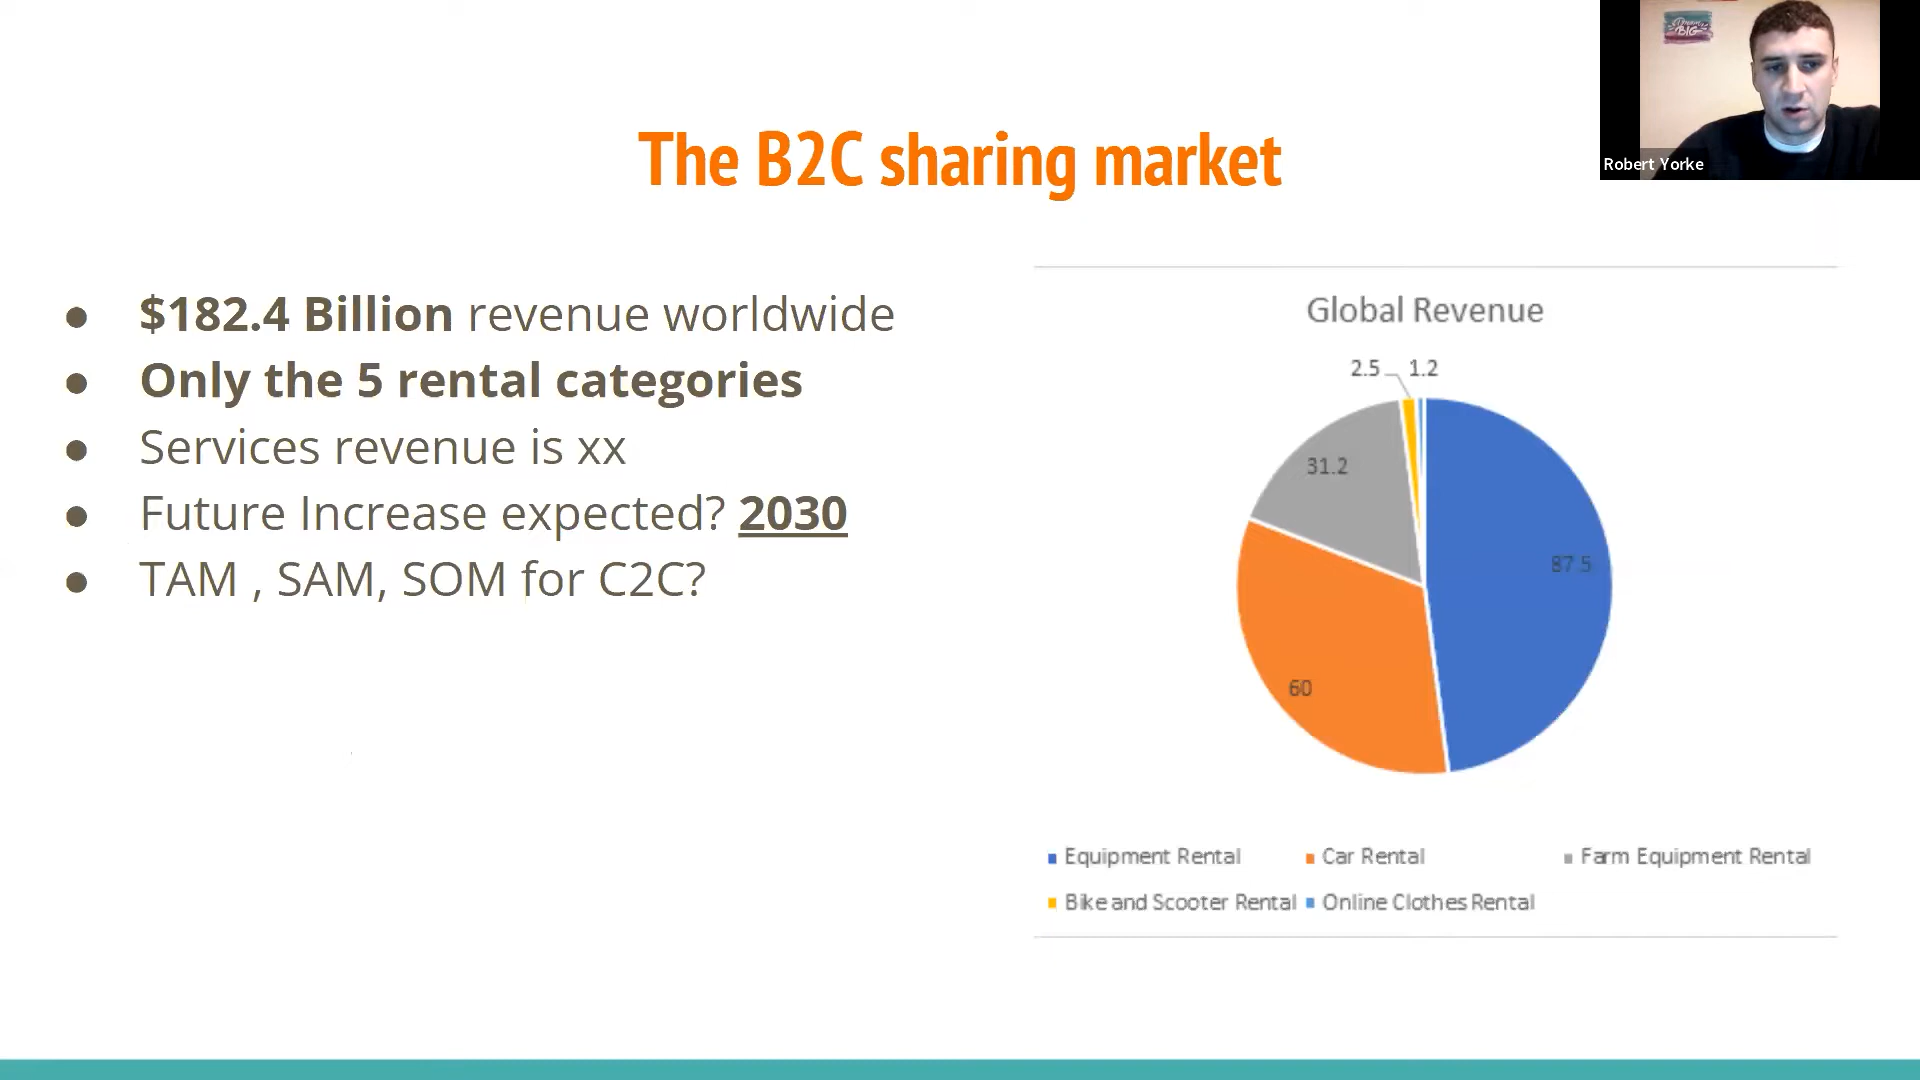 The B2C sharing market
Dream
BIG
Robert Yorke
● $182.4 Billion revenue worldwide
● Only the 5 rental categories
● Services revenue is xx
● Future Increase expected? 2030
● TAM , SAM, SOM for C2C?
Global Revenue
2.5 1.2
31.2
87.5
60
Equipment Rental Car Rental Farm Equipment Rental
Bike and Scooter Rental Online Clothes Rental